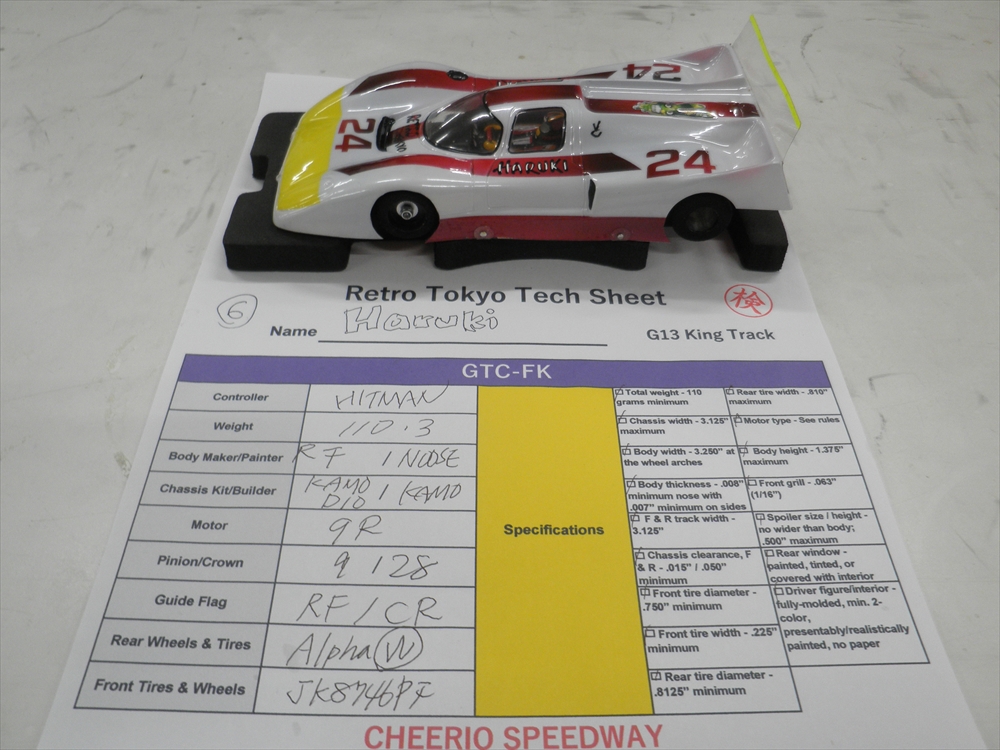 24
24
HARUKI
24
Retro Tokyo Tech Sheet
検
6
Name Haruki
G13 King Track
GTC-FK
Controller HITMAN
Weight 110.3
Body Maker/Painter RF / NOOSE
Chassis Kit/Builder KAMO D10 / KAMO
Motor 9R
Pinion/Crown 9 / 28
Guide Flag RF / CR
Rear Wheels & Tires Alpha W
Front Tires & Wheels JK8746PF
Specifications
Total weight - 110 grams minimum
Rear tire width - .810" maximum
Chassis width - 3.125" maximum
Motor type - See rules
Body width - 3.250" at the wheel arches
Body height - 1.375" maximum
Body thickness - .008" minimum nose with .007" minimum on sides
Front grill - .063" (1/16")
F & R track width - 3.125"
Spoiler size / height - no wider than body; .500" maximum
Chassis clearance, F & R - .015" / .050" minimum
Rear window - painted, tinted, or covered with interior
Front tire diameter - .750" minimum
Driver figure/interior - fully-molded, min. 2-color, presentably/realistically painted, no paper
Front tire width - .225" minimum
Rear tire diameter - .8125" minimum
CHEERIO SPEEDWAY